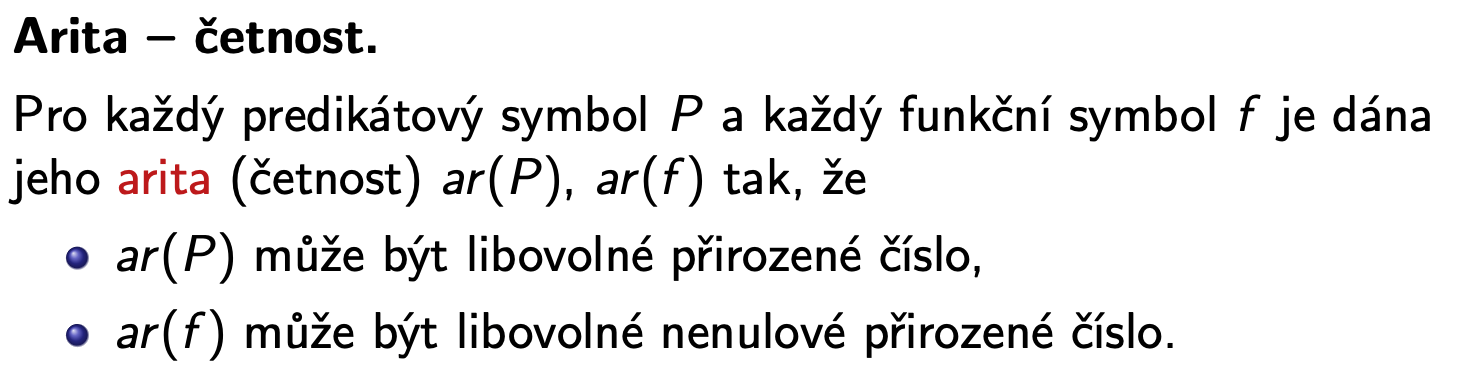 Arita – četnost.
Pro každý predikátový symbol P a každý funkční symbol f je dána
jeho arita (četnost) ar(P), ar(f) tak, že
ar(P) může být libovolné přirozené číslo,
ar(f) může být libovolné nenulové přirozené číslo.